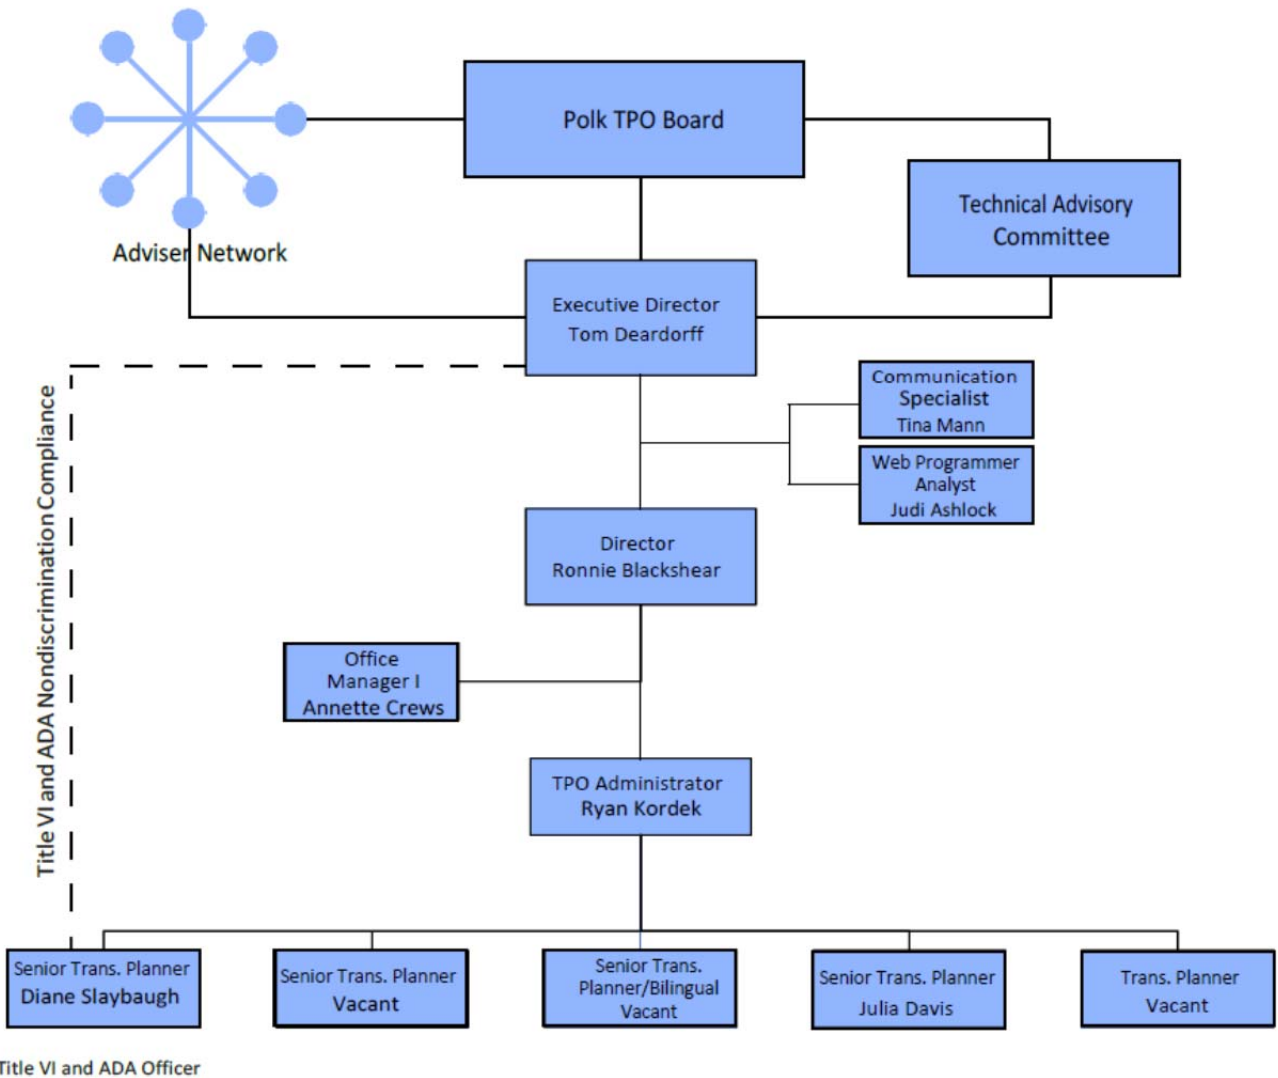 Polk TPO Board
Technical Advisory
Committee
Adviser Network
Executive Director
Tom Deardorff
Communication
Specialist
Tina Mann
Web Programmer
Analyst
Judi Ashlock
Title VI and ADA Nondiscrimination Compliance
Director
Ronnie Blackshear
Office
Manager I
Annette Crews
TPO Administrator
Ryan Kordek
Senior Trans. Planner
Diane Slaybaugh
Senior Trans. Planner
Vacant
Senior Trans.
Planner/Bilingual
Vacant
Senior Trans. Planner
Julia Davis
Trans. Planner
Vacant
Title VI and ADA Officer